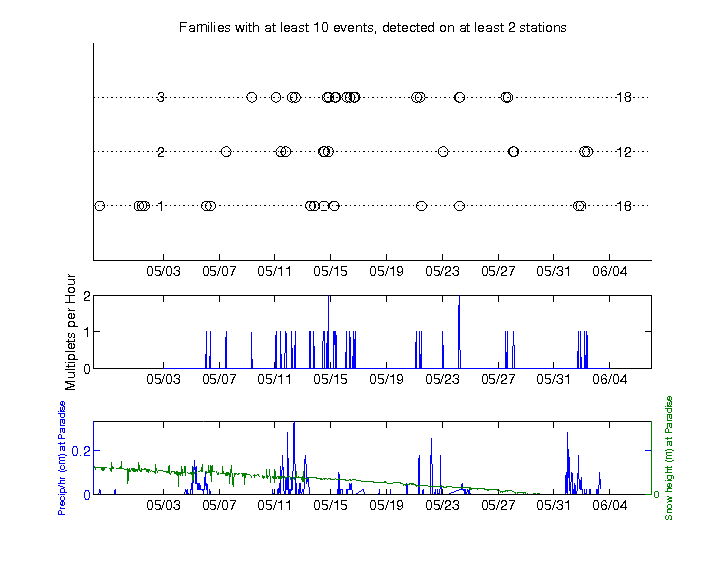 Families with at least 10 events, detected on at least 2 stations
3 18
2 12
1 18
05/03 05/07 05/11 05/15 05/19 05/23 05/27 05/31 06/04
Multiplets per Hour
2
1
0
05/03 05/07 05/11 05/15 05/19 05/23 05/27 05/31 06/04
Precip/hr (cm) at Paradise
0.2
0
0
Snow height (m) at Paradise
05/03 05/07 05/11 05/15 05/19 05/23 05/27 05/31 06/04